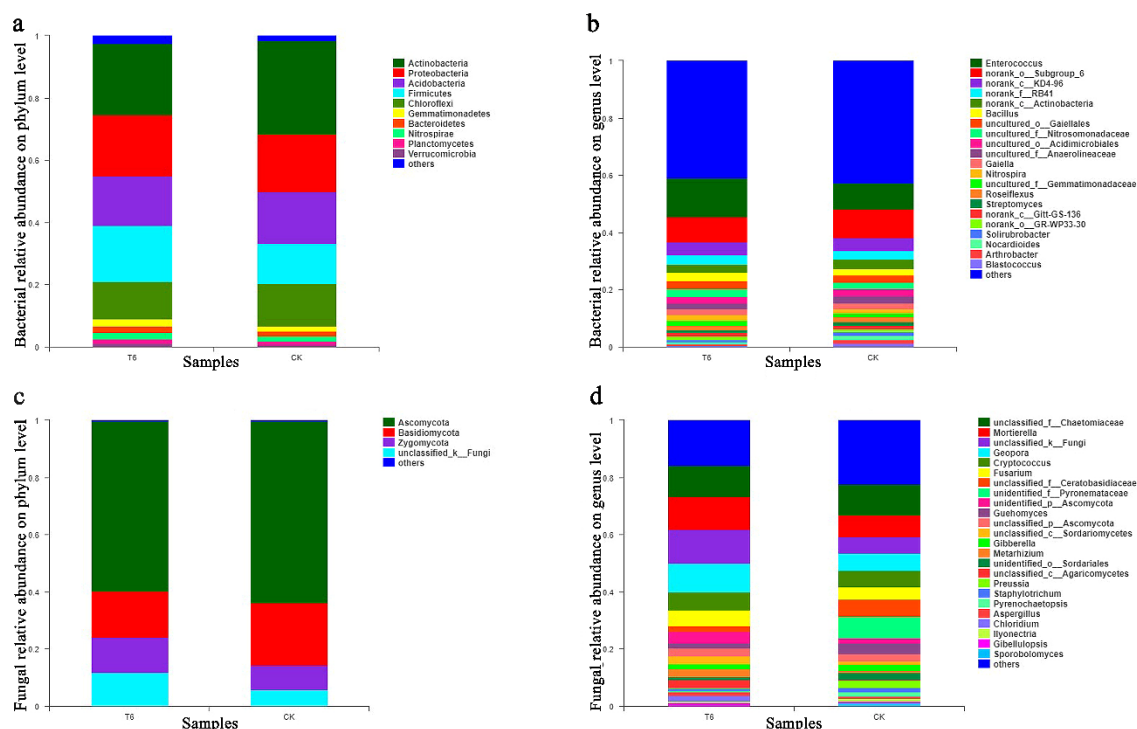 a
Bacterial relative abundance on phylum level
1
0.8
0.6
0.4
0.2
0
T6
CK
Samples
Actinobacteria
Proteobacteria
Acidobacteria
Firmicutes
Chloroflexi
Gemmatimonadetes
Bacteroidetes
Nitrospirae
Planctomycetes
Verrucomicrobia
others
b
Bacterial relative abundance on genus level
1
0.8
0.6
0.4
0.2
0
T6
CK
Samples
Enterococcus
norank_o__Subgroup_6
norank_c__KD4-96
norank_f__RB41
norank_c__Actinobacteria
Bacillus
uncultured_o__Gaiellales
uncultured_f__Nitrosomonadaceae
uncultured_o__Acidimicrobiales
uncultured_f__Anaerolineaceae
Gaiella
Nitrospira
uncultured_f__Gemmatimonadaceae
Roseiflexus
Streptomyces
norank_c__Gitt-GS-136
norank_o__GR-WP33-30
Solirubrobacter
Nocardioides
Arthrobacter
Blastococcus
others
c
Fungal relative abundance on phylum level
1
0.8
0.6
0.4
0.2
0
T6
CK
Samples
Ascomycota
Basidiomycota
Zygomycota
unclassified_k__Fungi
others
d
Fungal relative abundance on genus level
1
0.8
0.6
0.4
0.2
0
T6
CK
Samples
unclassified_f__Chaetomiaceae
Mortierella
unclassified_k__Fungi
Geopora
Cryptococcus
Fusarium
unclassified_f__Ceratobasidiaceae
unidentified_f__Pyronemataceae
unidentified_p__Ascomycota
Guehomyces
unclassified_p__Ascomycota
unclassified_c__Sordariomycetes
Gibberella
Metarhizium
unidentified_o__Sordariales
unclassified_c__Agaricomycetes
Preussia
Staphylotrichum
Pyrenochaetopsis
Aspergillus
Chloridium
Ilyonectria
Gibellulopsis
Sporobolomyces
others